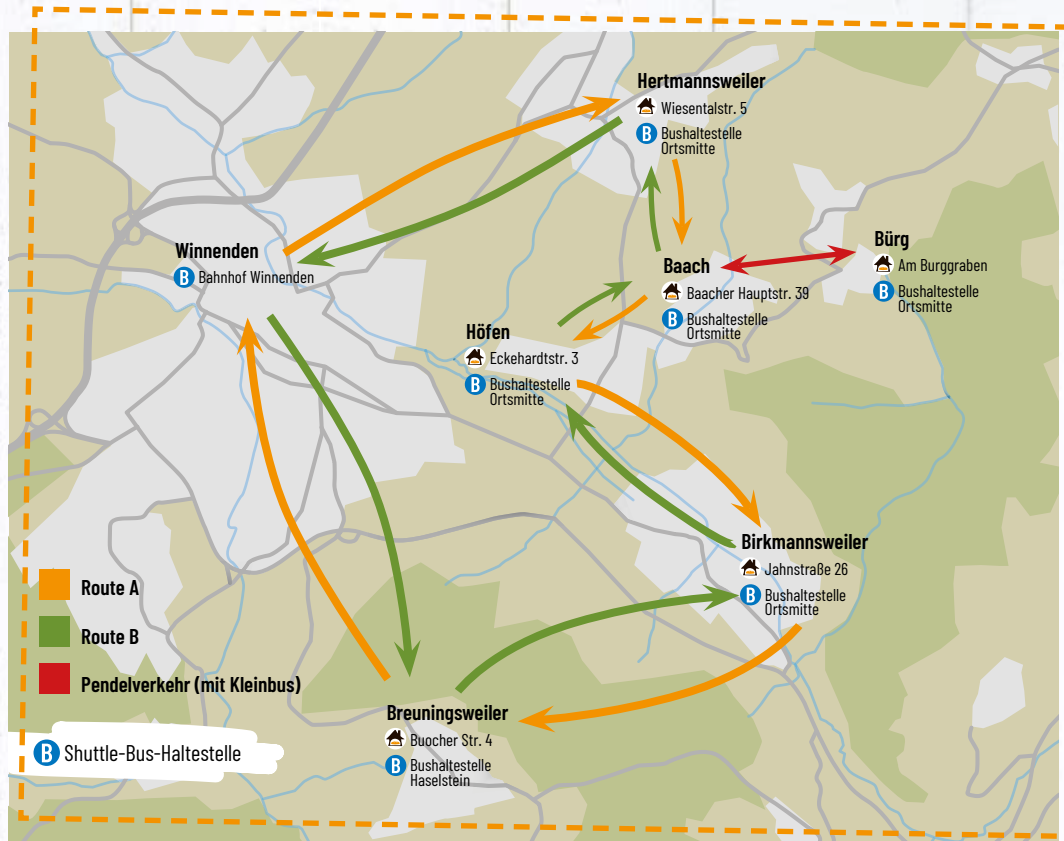 Hertmannsweiler
Wiesentalstr. 5
B Bushaltestelle
Ortsmitte
Winnenden
B Bahnhof Winnenden
Baach
Baacher Hauptstr. 39
B Bushaltestelle
Ortsmitte
Bürg
Am Burggraben
B Bushaltestelle
Ortsmitte
Höfen
Eckehardtstr. 3
B Bushaltestelle
Ortsmitte
Birkmannsweiler
Jahnstraße 26
B Bushaltestelle
Ortsmitte
Route A
Route B
Pendelverkehr (mit Kleinbus)
B Shuttle-Bus-Haltestelle
Breuningsweiler
Buocher Str. 4
B Bushaltestelle
Haselstein